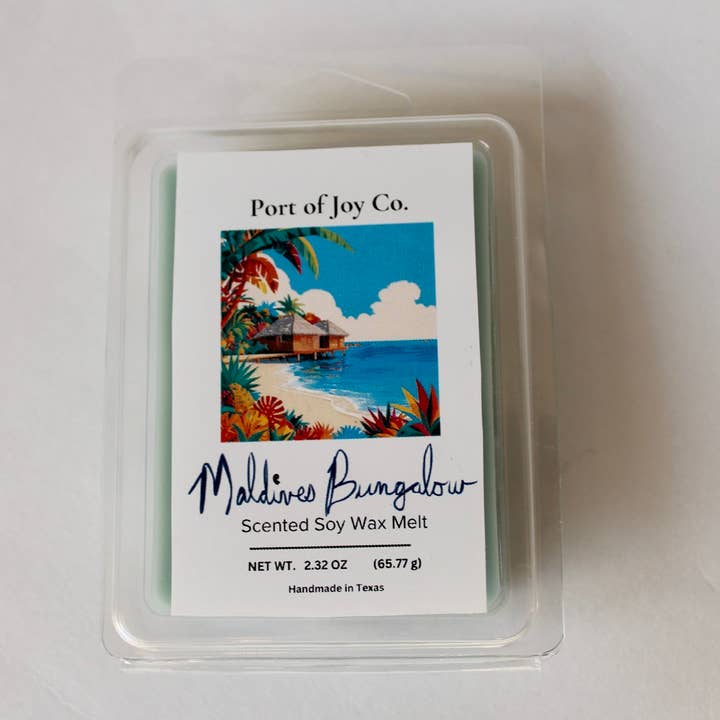 Port of Joy Co.
Maldives Bungalow
Scented Soy Wax Melt
NET WT. 2.32 OZ (65.77 g)
Handmade in Texas